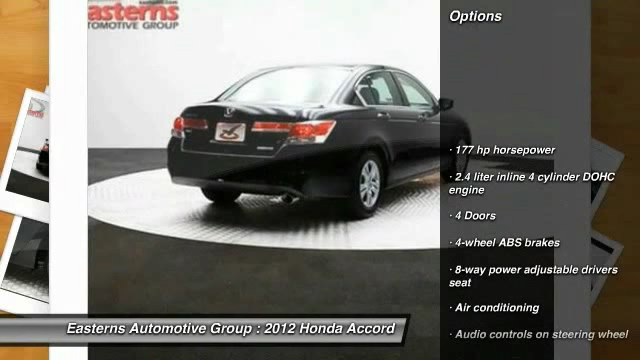 easterns
AUTOMOTIVE GROUP
Options
· 177 hp horsepower
· 2.4 liter inline 4 cylinder DOHC
engine
· 4 Doors
· 4-wheel ABS brakes
· 8-way power adjustable drivers
seat
· Air conditioning
· Audio controls on steering wheel
Easterns Automotive Group : 2012 Honda Accord